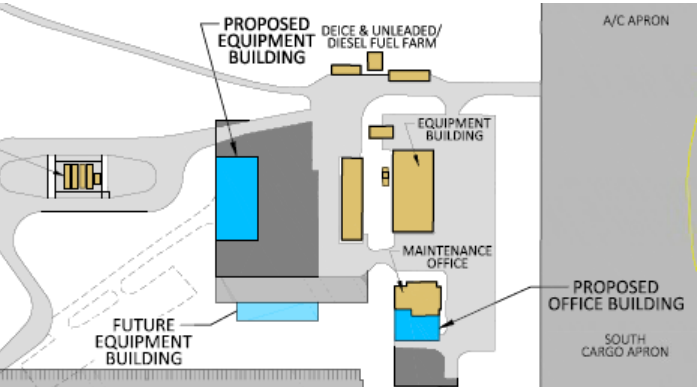 PROPOSED
EQUIPMENT
BUILDING
DEICE & UNLEADED/
DIESEL FUEL FARM
A/C APRON
EQUIPMENT
BUILDING
MAINTENANCE
OFFICE
PROPOSED
OFFICE BUILDING
FUTURE
EQUIPMENT
BUILDING
SOUTH
CARGO APRON